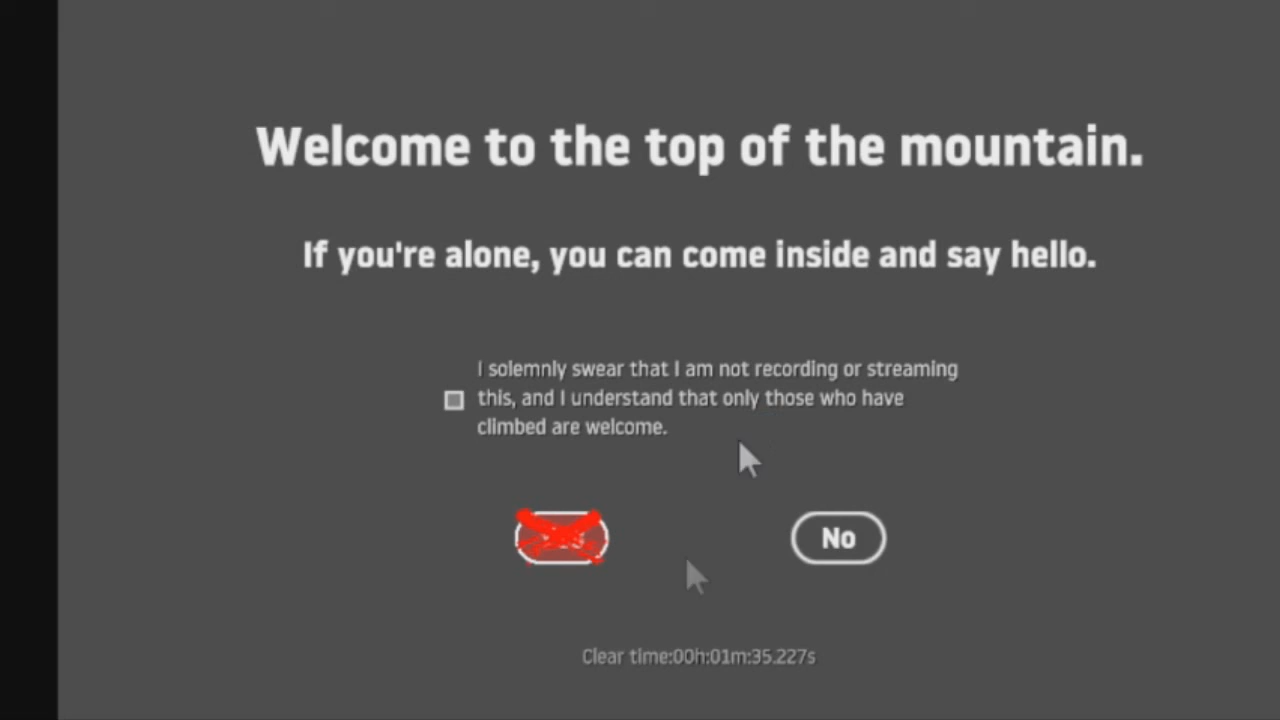 Welcome to the top of the mountain.
If you're alone, you can come inside and say hello.
I solemnly swear that I am not recording or streaming
this, and I understand that only those who have
climbed are welcome.
No
Clear time:00h:01m:35.227s